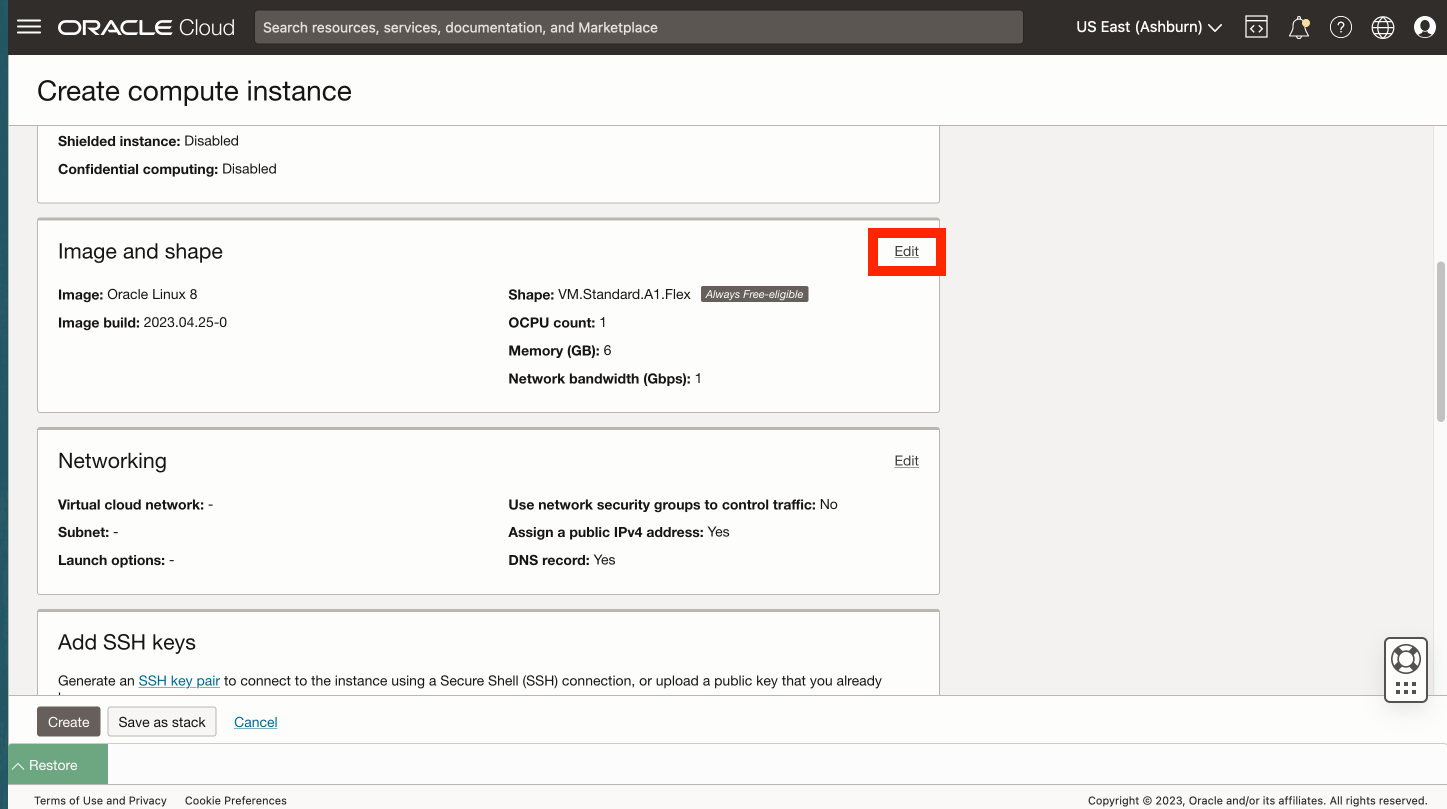 ORACLE Cloud
Search resources, services, documentation, and Marketplace
US East (Ashburn)
Create compute instance
Shielded instance: Disabled
Confidential computing: Disabled
Image and shape
Edit
Image: Oracle Linux 8
Shape: VM.Standard.A1.Flex Always Free-eligible
Image build: 2023.04.25-0
OCPU count: 1
Memory (GB): 6
Network bandwidth (Gbps): 1
Networking
Edit
Virtual cloud network: -
Use network security groups to control traffic: No
Subnet: -
Assign a public IPv4 address: Yes
Launch options: -
DNS record: Yes
Add SSH keys
Generate an SSH key pair to connect to the instance using a Secure Shell (SSH) connection, or upload a public key that you already
Create
Save as stack
Cancel
Restore
Terms of Use and Privacy
Cookie Preferences
Copyright © 2023, Oracle and/or its affiliates. All rights reserved.